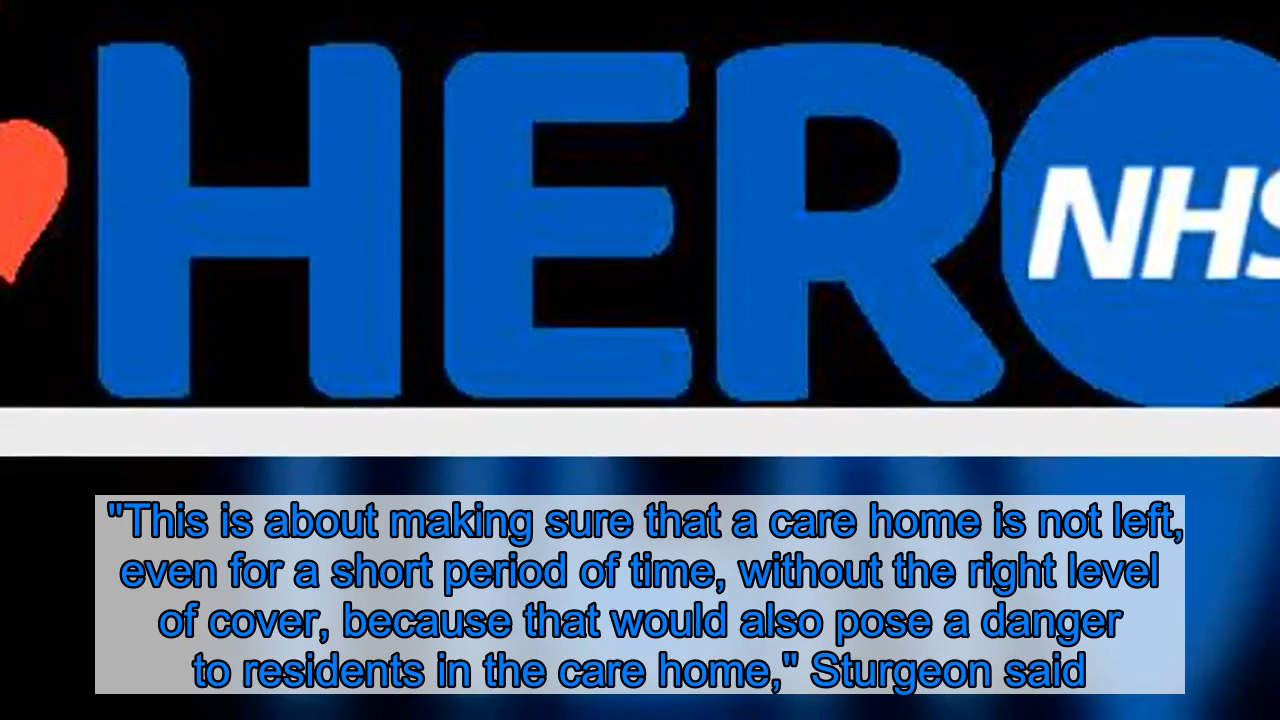 HERO
NHS
"This is about making sure that a care home is not left,
even for a short period of time, without the right level
of cover, because that would also pose a danger
to residents in the care home," Sturgeon said